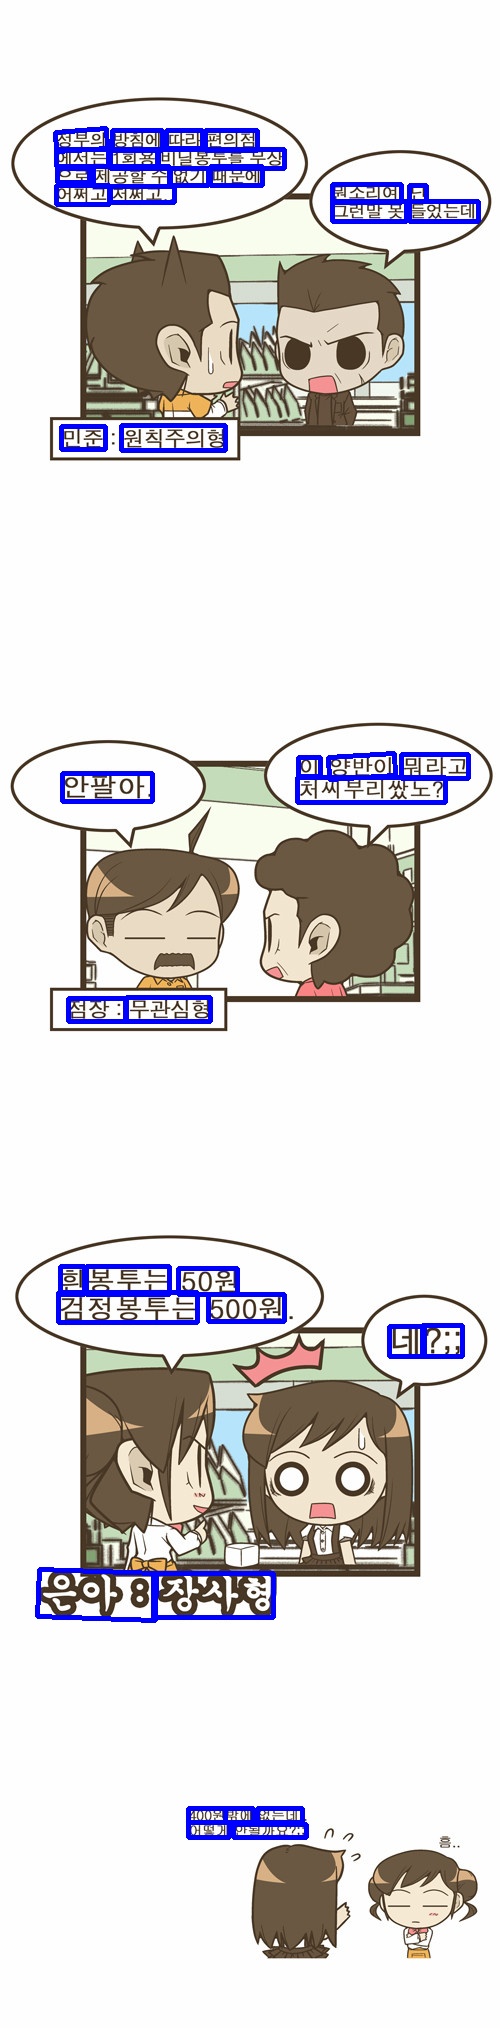 정부의 방침에 따라 편의점
에서는 1회용 비닐봉투를 무상
으로 제공할 수 없기 때문에
어쩌고 저쩌고..
뭔소리여
그런말 못 들었는데
민준 : 원칙주의형
안팔아.
이 양반이 뭐라고
처씨부리쌌노?
점장 : 무관심형
흰봉투는 50원
검정봉투는 500원.
네?;;
은아 : 장사형
400원밖에 없는데..
어떻게 안될까요?;;
흠..